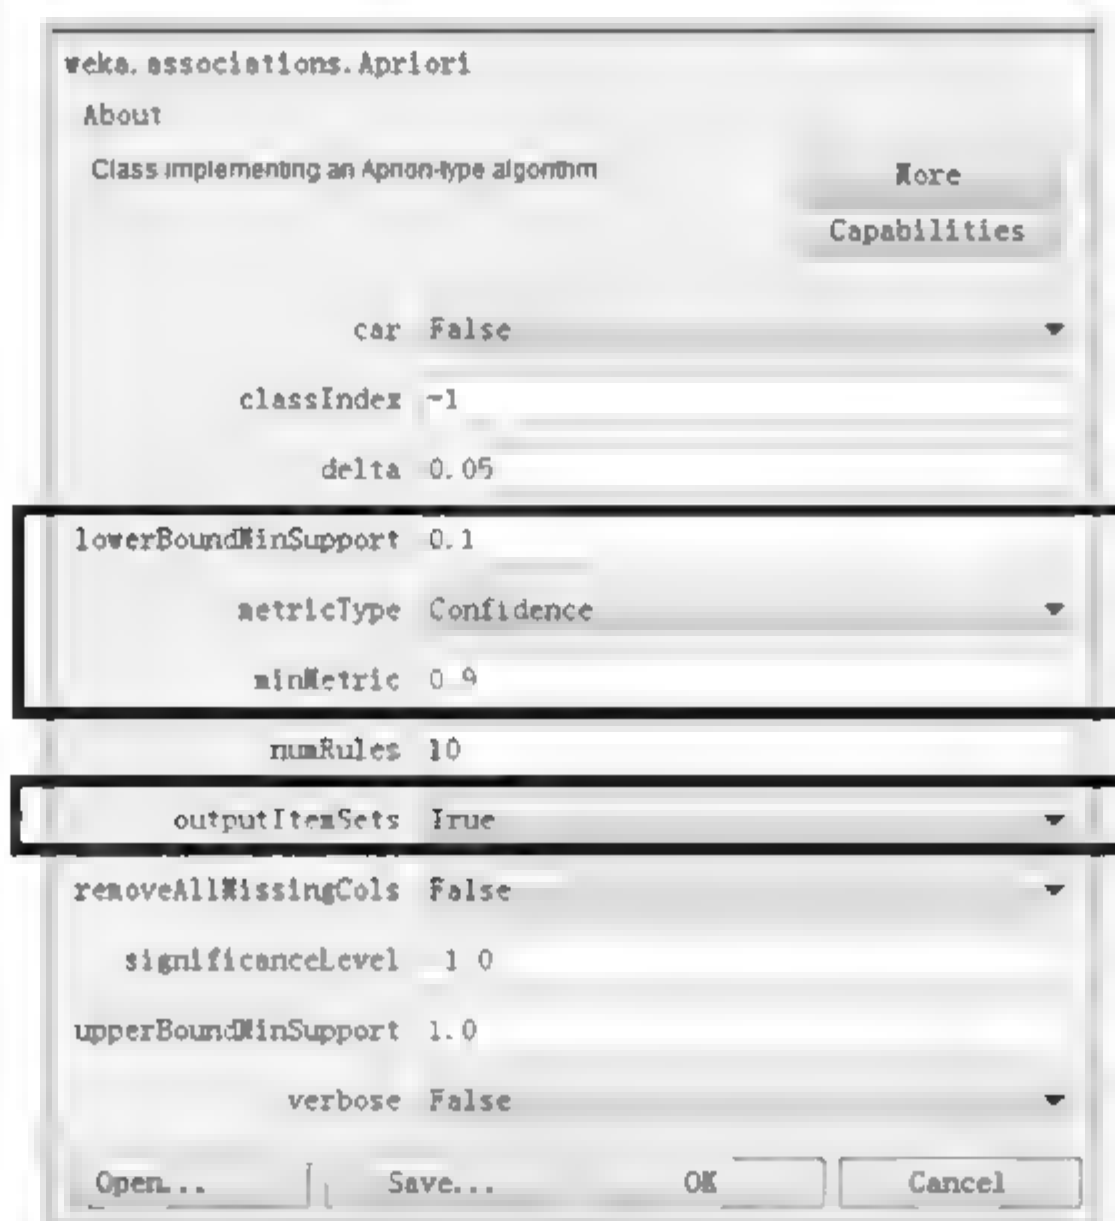 weka.associations.Apriori
About
Class implementing an Apriori-type algorithm
More
Capabilities
car False
classIndex -1
delta 0.05
lowerBoundMinSupport 0.1
metricType Confidence
minMetric 0.9
numRules 10
outputItemSets True
removeAllMissingCols False
significanceLevel -1.0
upperBoundMinSupport 1.0
verbose False
Open... Save... OK Cancel